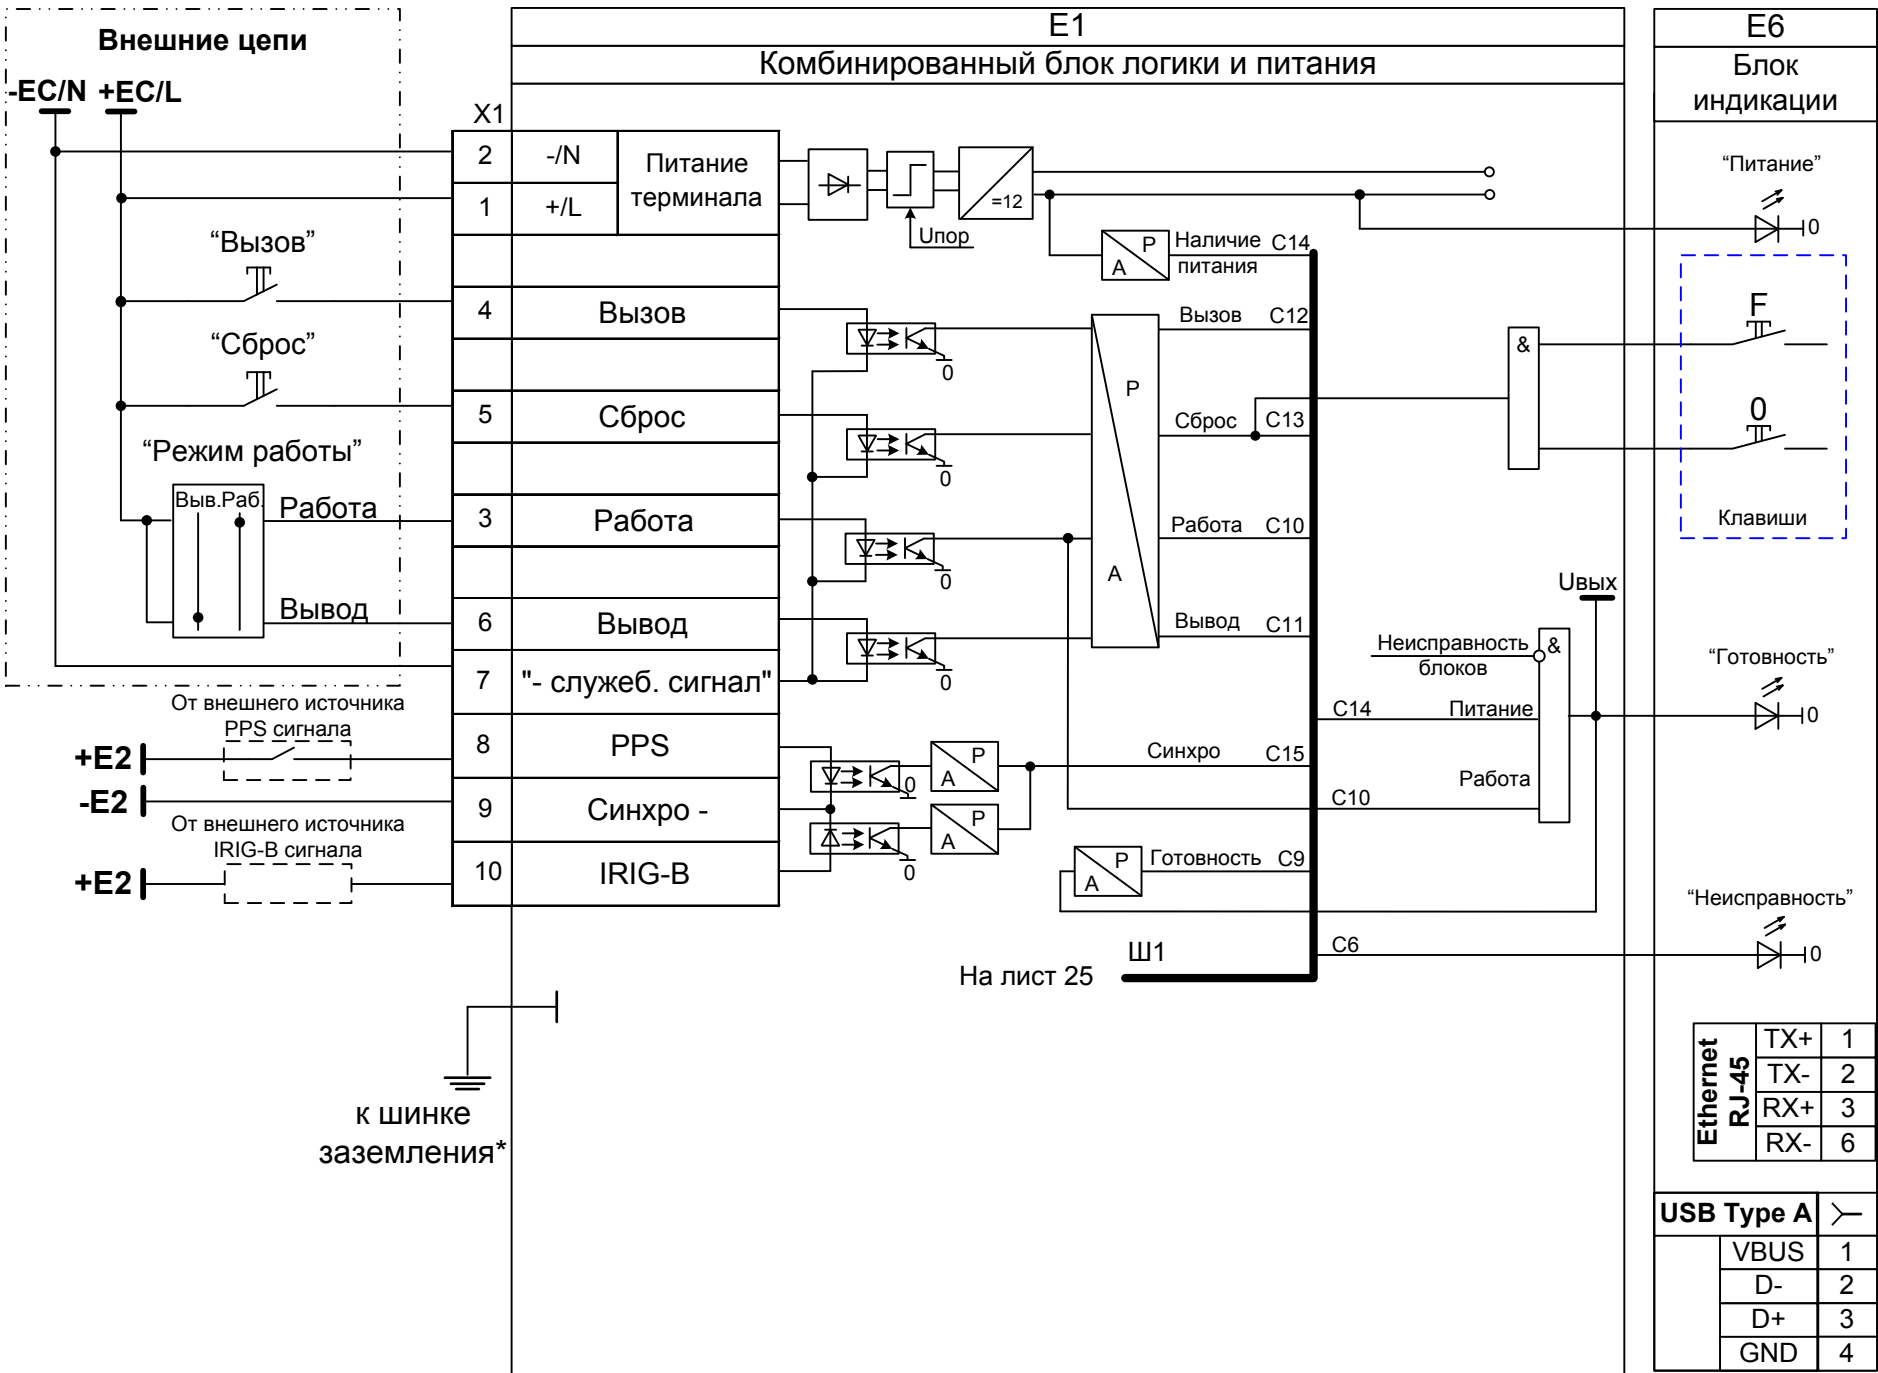 Внешние цепи
-ЕС/N +EC/L
“Вызов”
“Сброс”
“Режим работы”
Выв.Раб.
Работа
Вывод
От внешнего источника
PPS сигнала
+E2
-E2
От внешнего источника
IRIG-B сигнала
+E2
к шинке
заземления*
E1
Комбинированный блок логики и питания
X1
2 -/N Питание
1 +/L терминала
4 Вызов
5 Сброс
3 Работа
6 Вывод
7 "- служеб. сигнал"
8 PPS
9 Синхро -
10 IRIG-B
=12
Uпор
P
A
Наличие C14
питания
0
0
0
0
0
0
P
A
Вызов C12
Сброс C13
Работа C10
Вывод C11
P
A
Синхро C15
P
A
P
A
Готовность C9
Ш1
На лист 25
&
Uвых
Неисправность
блоков
&
C14 Питание
Работа
C10
C6
E6
Блок
индикации
“Питание”
0
F
0
Клавиши
“Готовность”
0
“Неисправность”
0
Ethernet
RJ-45
TX+ 1
TX- 2
RX+ 3
RX- 6
USB Type A
VBUS 1
D- 2
D+ 3
GND 4